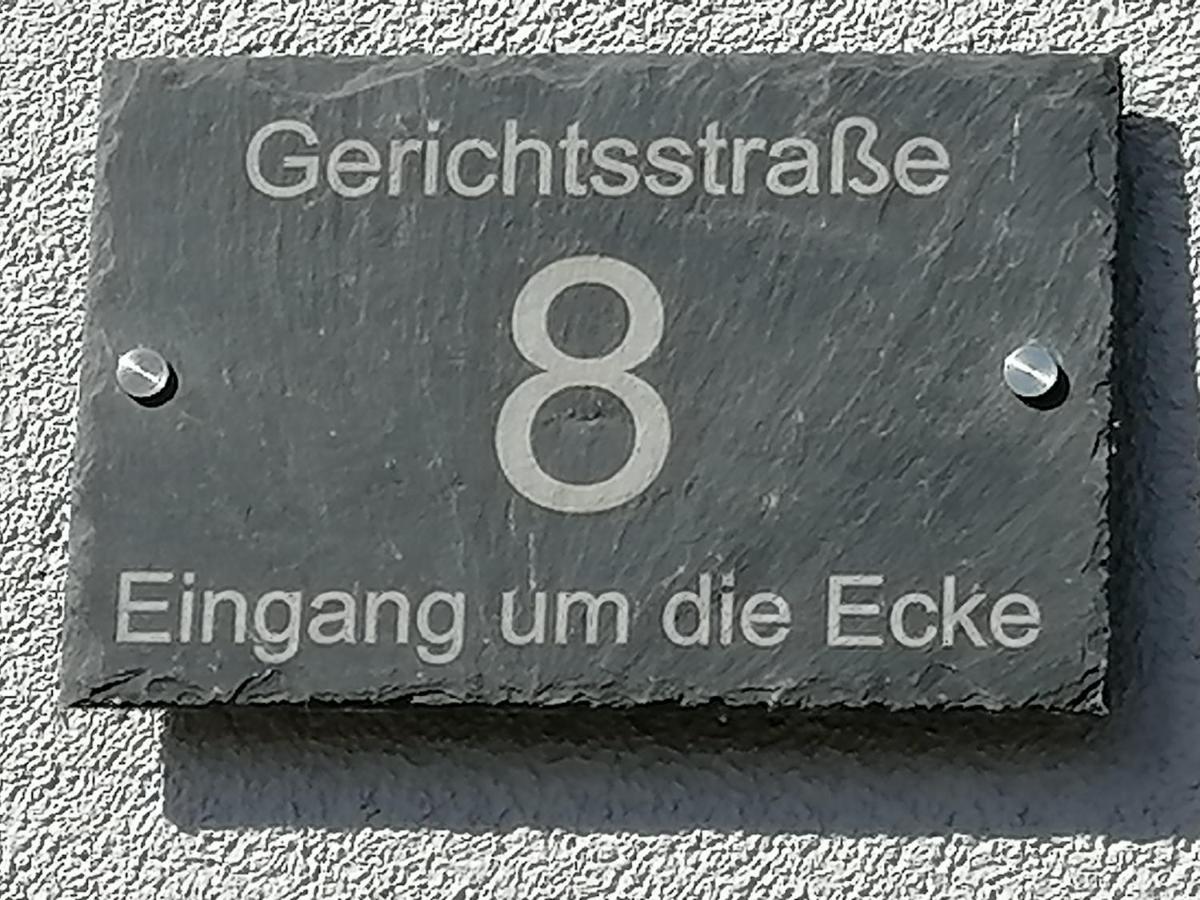 Gerichtsstraße
8
Eingang um die Ecke